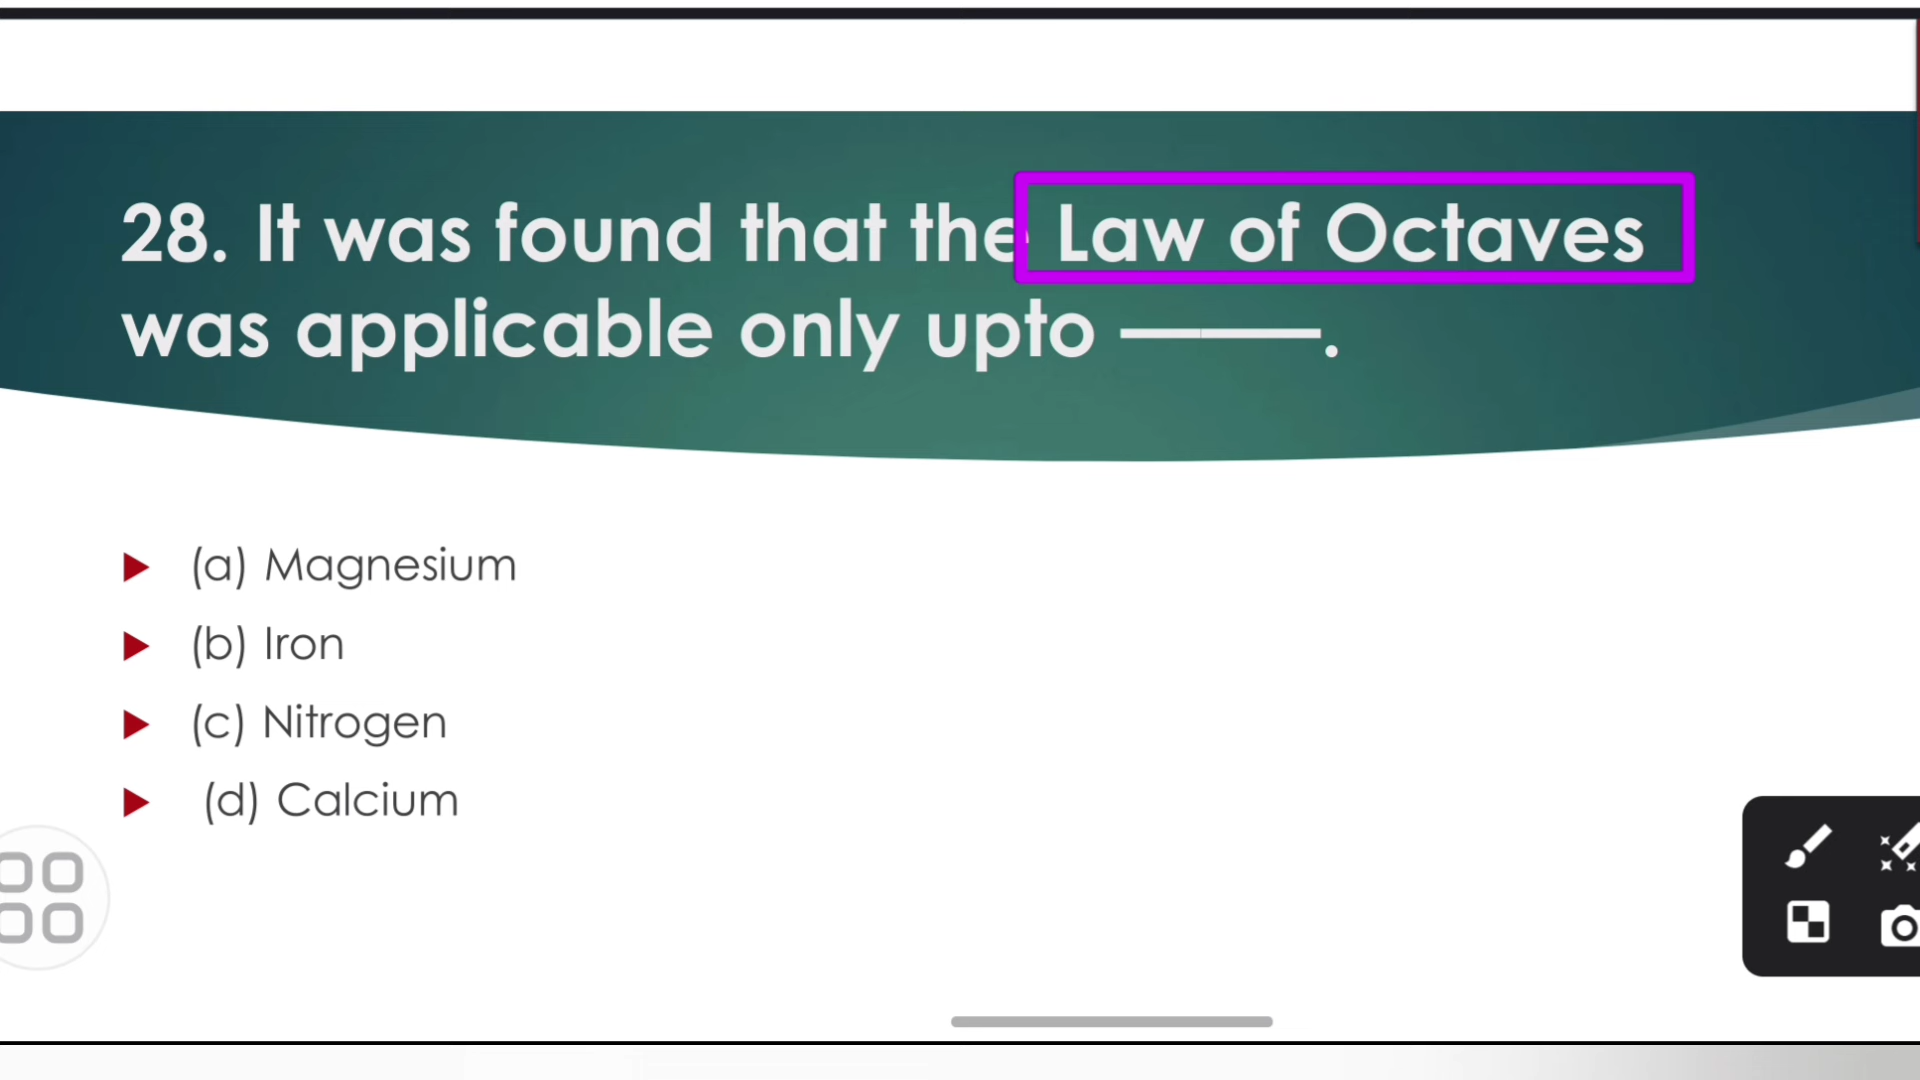 28. It was found that the Law of Octaves
was applicable only upto ———.
(a) Magnesium
(b) Iron
(c) Nitrogen
(d) Calcium